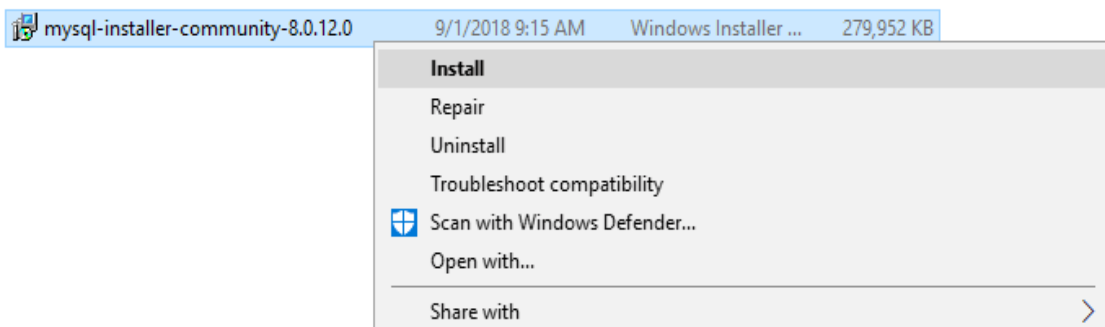 mysql-installer-community-8.0.12.0 9/1/2018 9:15 AM Windows Installer ... 279,952 KB
Install
Repair
Uninstall
Troubleshoot compatibility
Scan with Windows Defender...
Open with...
Share with